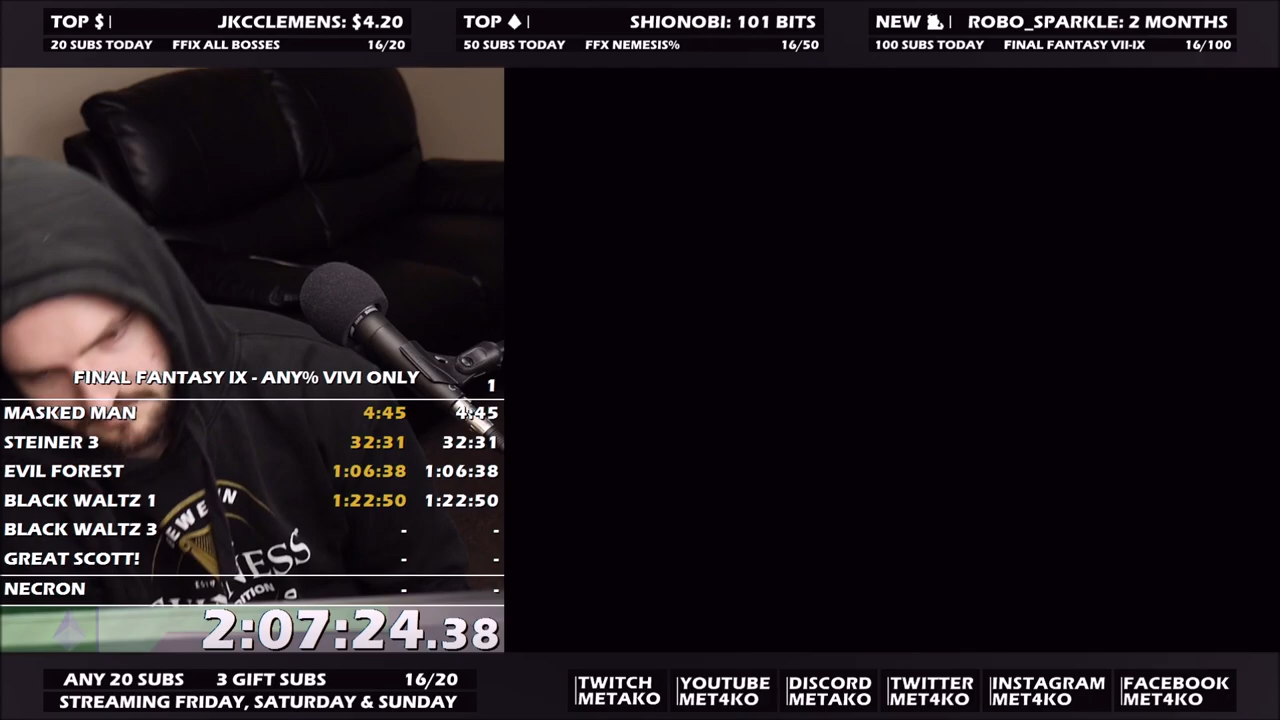 TOP $ JKCCLEMENS: $4.20
20 SUBS TODAY FFIX ALL BOSSES 16/20
TOP SHIONOBI: 101 BITS
50 SUBS TODAY FFX NEMESIS% 16/50
NEW ROBO_SPARKLE: 2 MONTHS
100 SUBS TODAY FINAL FANTASY VII-IX 16/100
FINAL FANTASY IX - ANY% VIVI ONLY 1
MASKED MAN 4:45 4:45
STEINER 3 32:31 32:31
EVIL FOREST 1:06:38 1:06:38
BLACK WALTZ 1 1:22:50 1:22:50
BLACK WALTZ 3 - -
GREAT SCOTT! - -
NECRON - -
2:07:24.38
ANY 20 SUBS 3 GIFT SUBS 16/20
STREAMING FRIDAY, SATURDAY & SUNDAY
TWITCH
METAKO
YOUTUBE
MET4KO
DISCORD
METAKO
TWITTER
MET4KO
INSTAGRAM
MET4KO
FACEBOOK
MET4KO